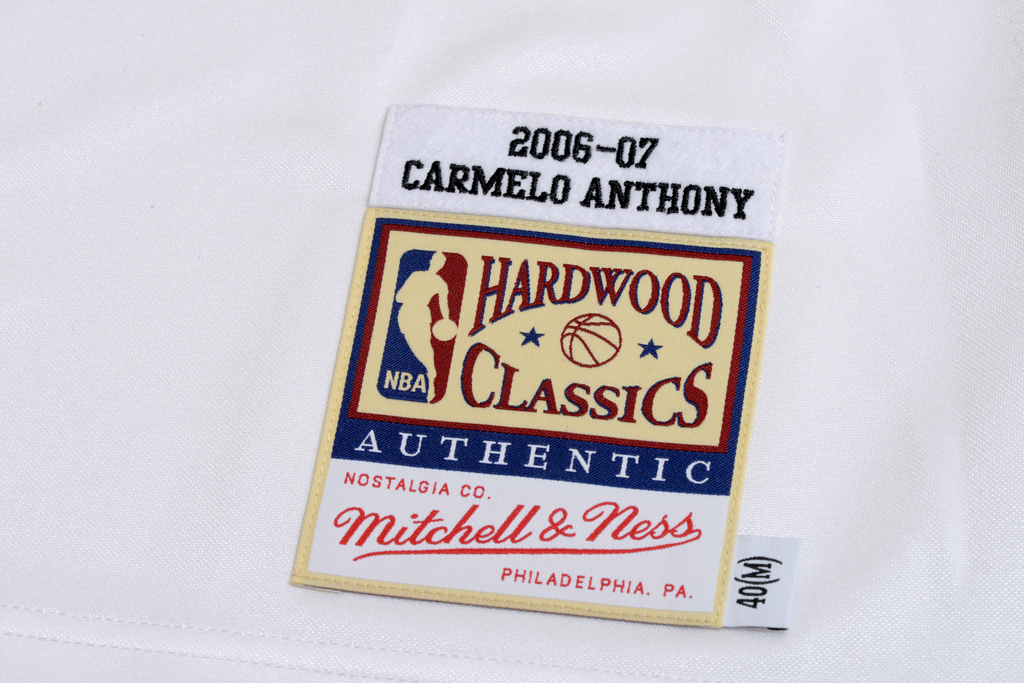 2006-07
CARMELO ANTHONY
HARDWOOD
CLASSICS
NBA
AUTHENTIC
NOSTALGIA CO.
Mitchell & Ness
PHILADELPHIA. PA.
40(M)